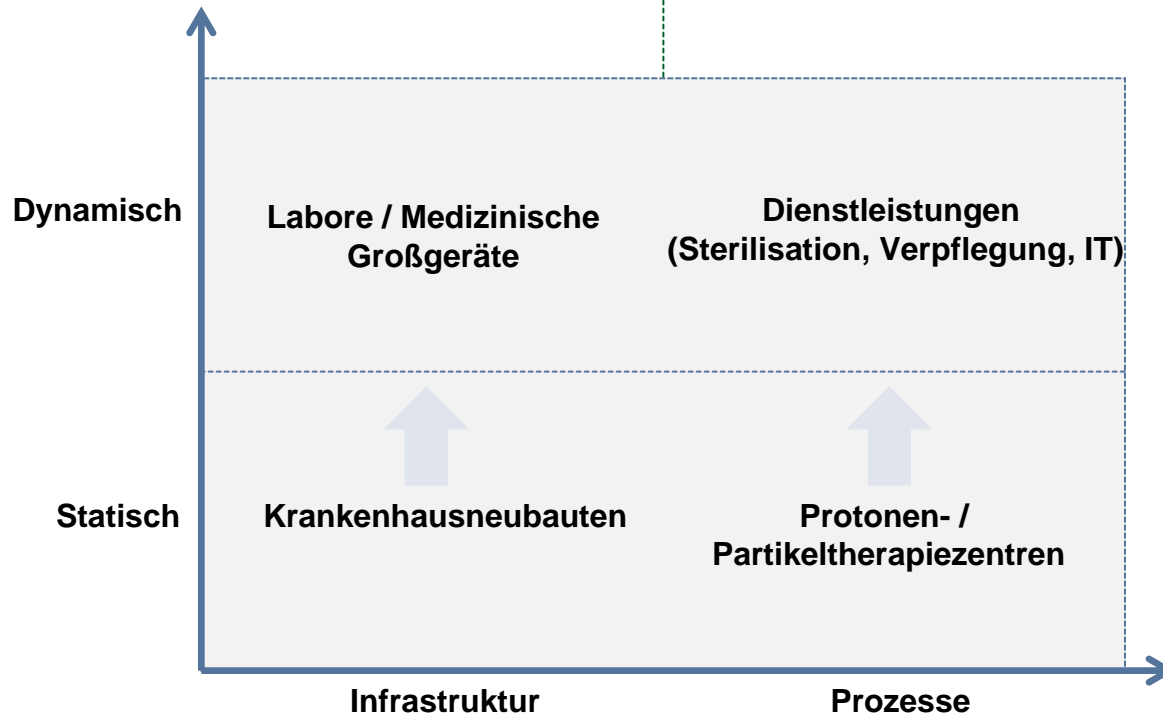 Dynamisch
Labore / Medizinische
Großgeräte
Dienstleistungen
(Sterilisation, Verpflegung, IT)
Statisch
Krankenhausneubauten
Protonen- /
Partikeltherapiezentren
Infrastruktur
Prozesse